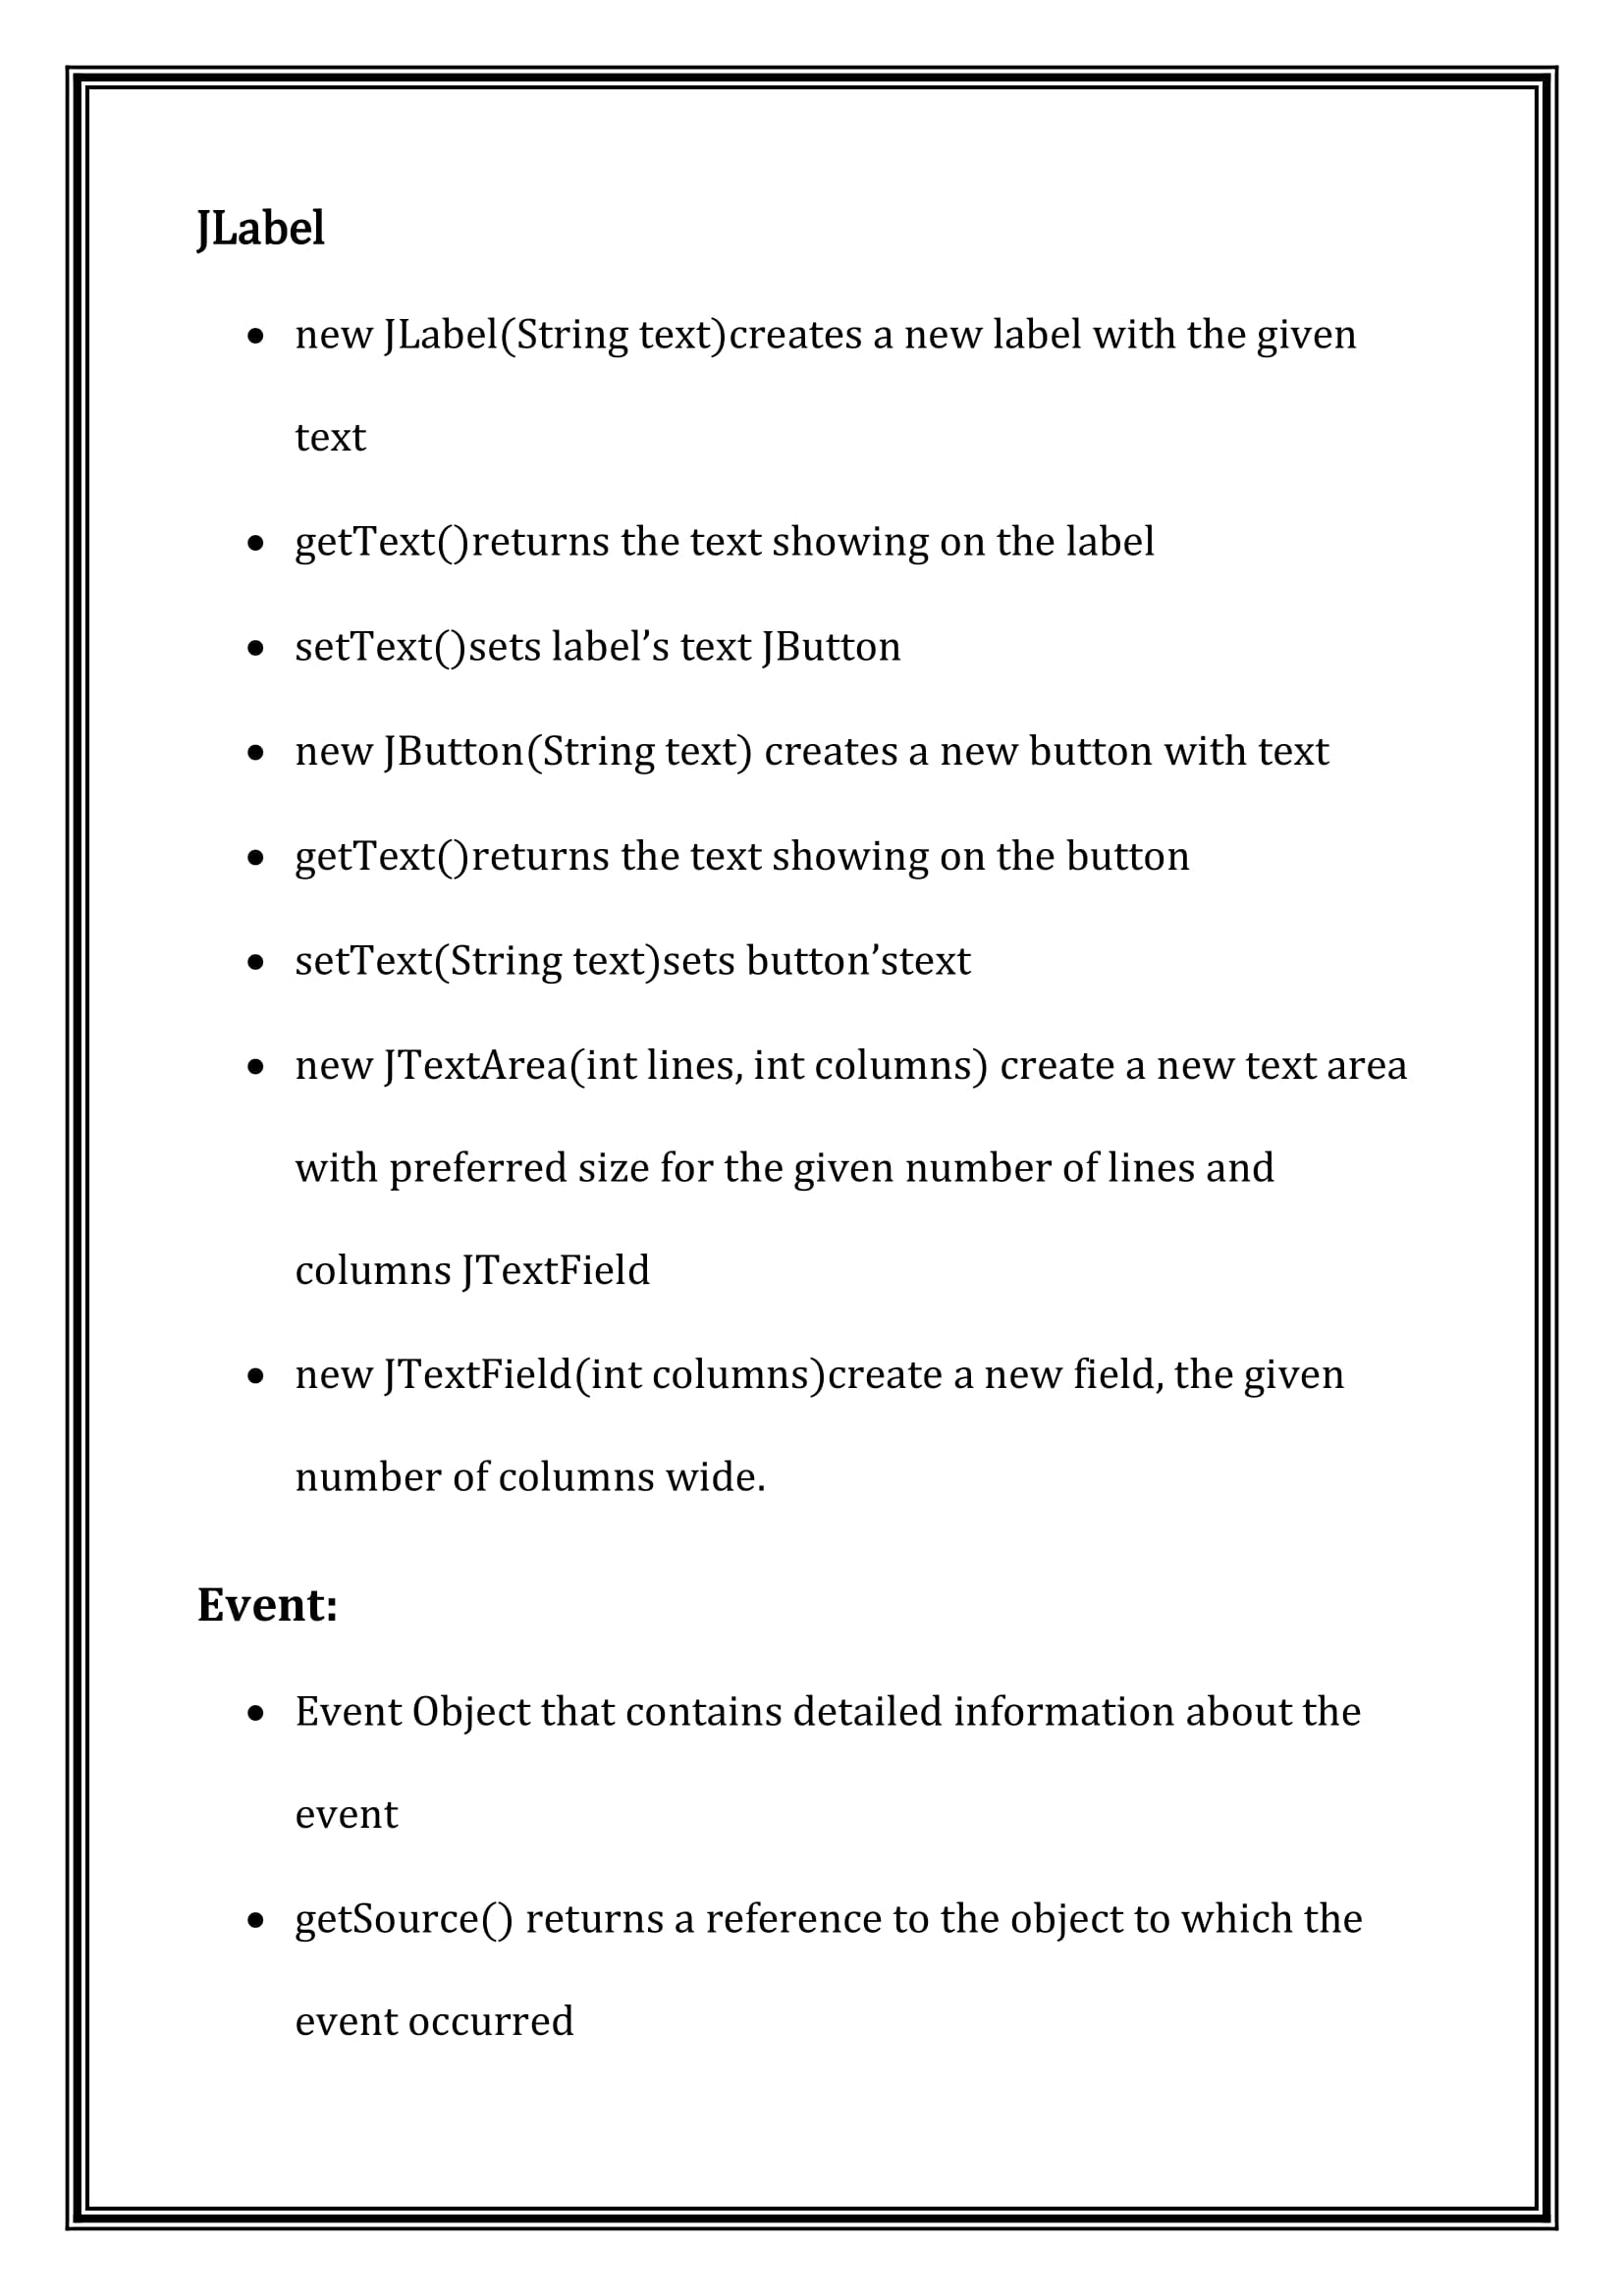 JLabel
• new JLabel(String text)creates a new label with the given
text
• getText()returns the text showing on the label
• setText()sets label’s text JButton
• new JButton(String text) creates a new button with text
• getText()returns the text showing on the button
• setText(String text)sets button’stext
• new JTextArea(int lines, int columns) create a new text area
with preferred size for the given number of lines and
columns JTextField
• new JTextField(int columns)create a new field, the given
number of columns wide.
Event:
• Event Object that contains detailed information about the
event
• getSource() returns a reference to the object to which the
event occurred